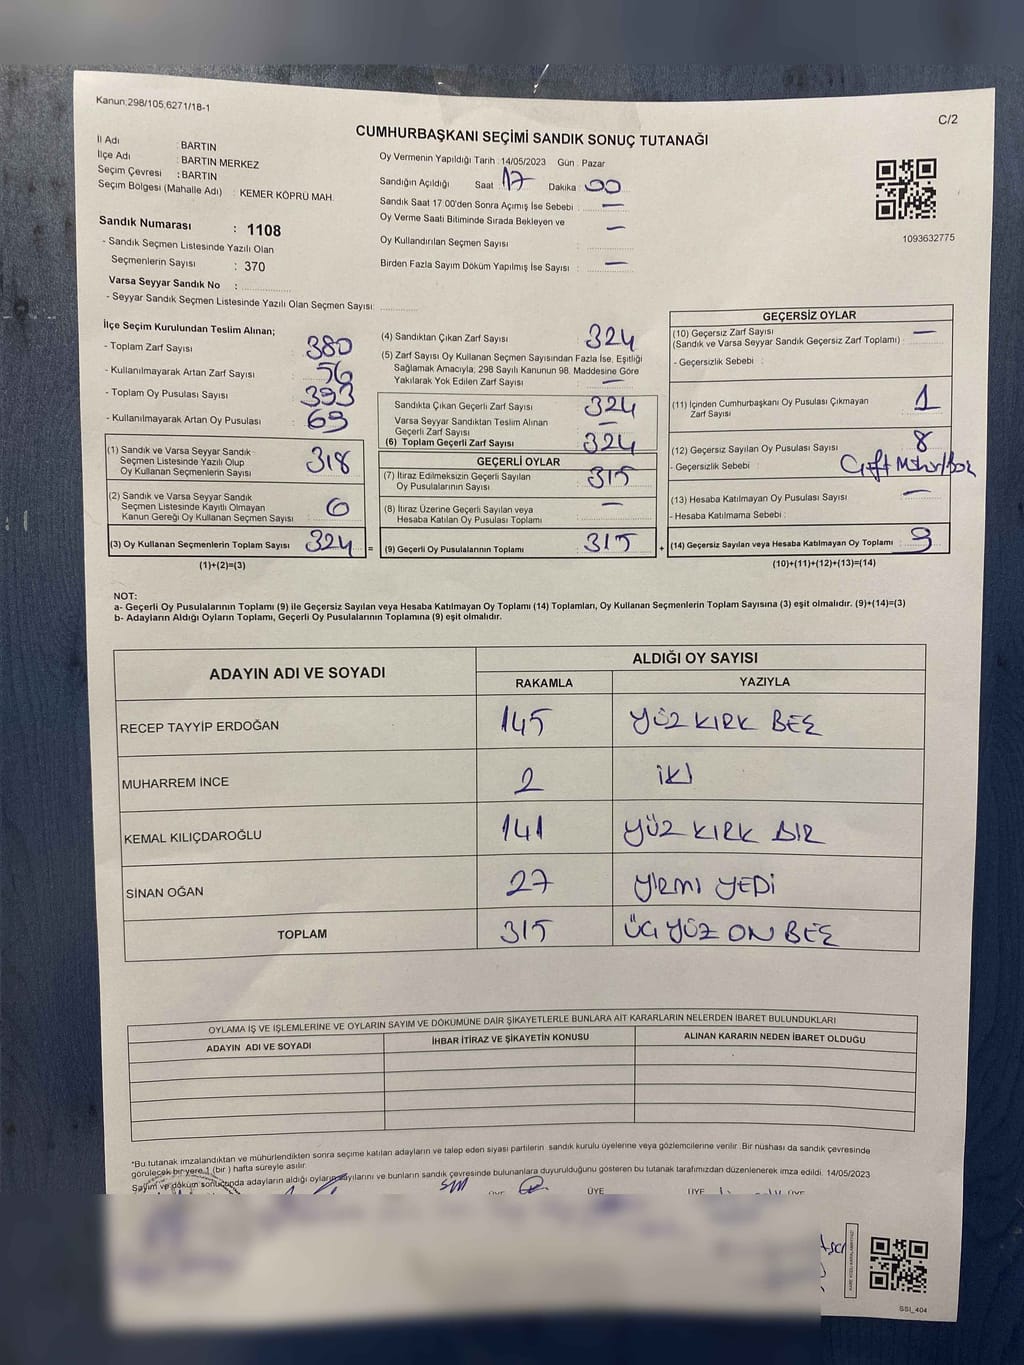 Kanun:298/105,6271/18-1
C/2
CUMHURBAŞKANI SEÇİMİ SANDIK SONUÇ TUTANAĞI
İl Adı : BARTIN
İlçe Adı : BARTIN MERKEZ
Seçim Çevresi : BARTIN
Seçim Bölgesi (Mahalle Adı) : KEMER KÖPRÜ MAH.
Sandık Numarası : 1108
- Sandık Seçmen Listesinde Yazılı Olan
Seçmenlerin Sayısı : 370
Varsa Seyyar Sandık No :
- Seyyar Sandık Seçmen Listesinde Yazılı Olan Seçmen Sayısı:
Oy Vermenin Yapıldığı Tarih : 14/05/2023 Gün : Pazar
Sandığın Açıldığı Saat 17 Dakika : 00
Sandık Saat 17 00'den Sonra Açımış İse Sebebi : —
Oy Verme Saati Bitiminde Sırada Bekleyen ve —
Oy Kullandırılan Seçmen Sayısı :
Birden Fazla Sayım Döküm Yapılmış İse Sayısı : —
1093632775
İlçe Seçim Kurulundan Teslim Alınan;
- Toplam Zarf Sayısı : 380
- Kullanılmayarak Artan Zarf Sayısı : 56
- Toplam Oy Pusulası Sayısı : 393
- Kullanılmayarak Artan Oy Pusulası : 69
(1) Sandık ve Varsa Seyyar Sandık
Seçmen Listesinde Yazılı Olup
Oy Kullanan Seçmenlerin Sayısı : 318
(2) Sandık ve Varsa Seyyar Sandık
Seçmen Listesinde Kayıtlı Olmayan
Kanun Gereği Oy Kullanan Seçmen Sayısı : 6
(3) Oy Kullanan Seçmenlerin Toplam Sayısı : 324
(1)+(2)=(3)
(4) Sandıktan Çıkan Zarf Sayısı : 324
(5) Zarf Sayısı Oy Kullanan Seçmen Sayısından Fazla İse, Eşitliği
Sağlamak Amacıyla, 298 Sayılı Kanunun 98. Maddesine Göre
Yakılarak Yok Edilen Zarf Sayısı : —
Sandıkta Çıkan Geçerli Zarf Sayısı : 324
Varsa Seyyar Sandıktan Teslim Alınan
Geçerli Zarf Sayısı : —
(6) Toplam Geçerli Zarf Sayısı : 324
GEÇERLİ OYLAR
(7) İtiraz Edilmeksizin Geçerli Sayılan
Oy Pusulalarının Sayısı : 315
(8) İtiraz Üzerine Geçerli Sayılan veya
Hesaba Katılan Oy Pusulası Toplamı : —
= (9) Geçerli Oy Pusulalarının Toplamı : 315 +
GEÇERSİZ OYLAR
(10) Geçersiz Zarf Sayısı —
(Sandık ve Varsa Seyyar Sandık Geçersiz Zarf Toplamı) :
- Geçersizlik Sebebi :
(11) İçinden Cumhurbaşkanı Oy Pusulası Çıkmayan
Zarf Sayısı : 1
(12) Geçersiz Sayılan Oy Pusulası Sayısı : 8
- Geçersizlik Sebebi : Çift Mühür
(13) Hesaba Katılmayan Oy Pusulası Sayısı : —
- Hesaba Katılmama Sebebi :
(14) Geçersiz Sayılan veya Hesaba Katılmayan Oy Toplamı : 9
(10)+(11)+(12)+(13)=(14)
NOT:
a- Geçerli Oy Pusulalarının Toplamı (9) ile Geçersiz Sayılan veya Hesaba Katılmayan Oy Toplamı (14) Toplamları, Oy Kullanan Seçmenlerin Toplam Sayısına (3) eşit olmalıdır. (9)+(14)=(3)
b- Adayların Aldığı Oyların Toplamı, Geçerli Oy Pusulalarının Toplamına (9) eşit olmalıdır.
ADAYIN ADI VE SOYADI
ALDIĞI OY SAYISI
RAKAMLA YAZIYLA
RECEP TAYYİP ERDOĞAN 145 YÜZ KIRK BEŞ
MUHARREM İNCE 2 İKİ
KEMAL KILIÇDAROĞLU 141 YÜZ KIRK BİR
SİNAN OĞAN 27 YİRMİ YEDİ
TOPLAM 315 ÜÇ YÜZ ON BEŞ
OYLAMA İŞ VE İŞLEMLERİNE VE OYLARIN SAYIM VE DÖKÜMÜNE DAİR ŞİKAYETLERLE BUNLARA AİT KARARLARIN NELERDEN İBARET BULUNDUKLARI
ADAYIN ADI VE SOYADI İHBAR İTİRAZ VE ŞİKAYETİN KONUSU ALINAN KARARIN NEDEN İBARET OLDUĞU
*Bu tutanak imzalandıktan ve mühürlendikten sonra seçime katılan adayların ve talep eden siyasi partilerin sandık kurulu üyelerine veya gözlemcilerine verilir. Bir nüshası da sandık çevresinde
görülecek bir yere 1 (bir ) hafta süreyle asılır.
Sayım ve döküm sonucunda adayların aldığı oyların sayılarını ve bunların sandık çevresinde bulunanlara duyurulduğunu gösteren bu tutanak tarafımızdan düzenlenerek imza edildi. 14/05/2023
ÜYE ÜYE ÜYE ÜYE
SSI_404